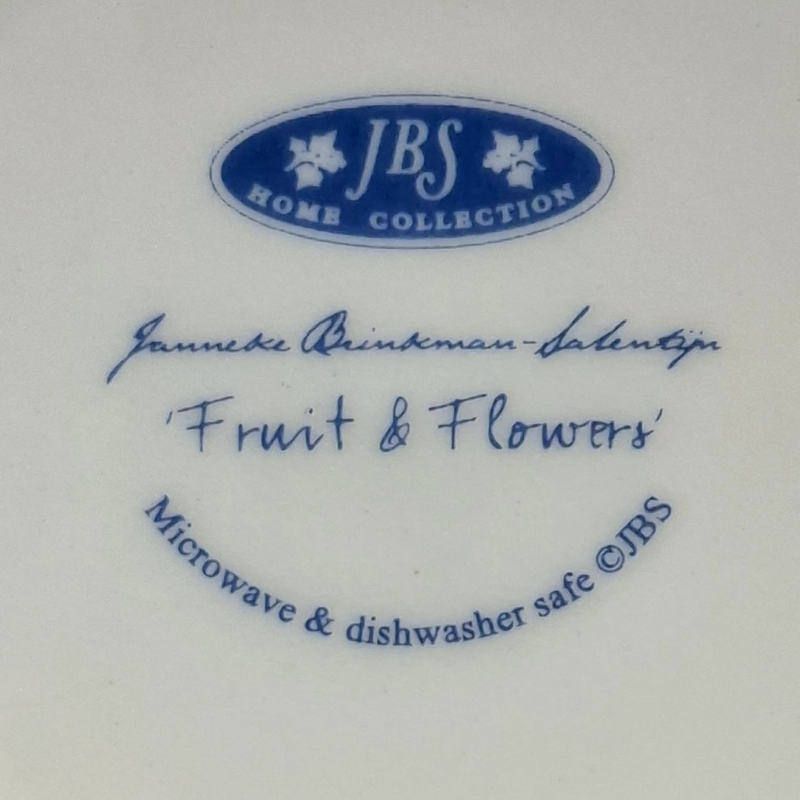 JBS
HOME COLLECTION
Janneke Brinkman-Salentijn
'Fruit & Flowers'
Microwave & dishwasher safe ©JBS